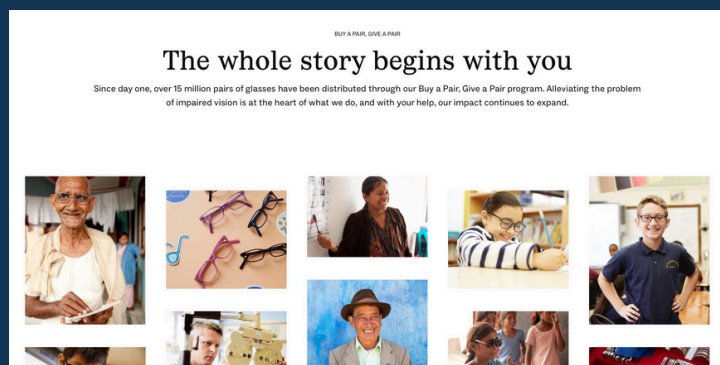 BUY A PAIR, GIVE A PAIR
The whole story begins with you
Since day one, over 15 million pairs of glasses have been distributed through our Buy a Pair, Give a Pair program. Alleviating the problem
of impaired vision is at the heart of what we do, and with your help, our impact continues to expand.